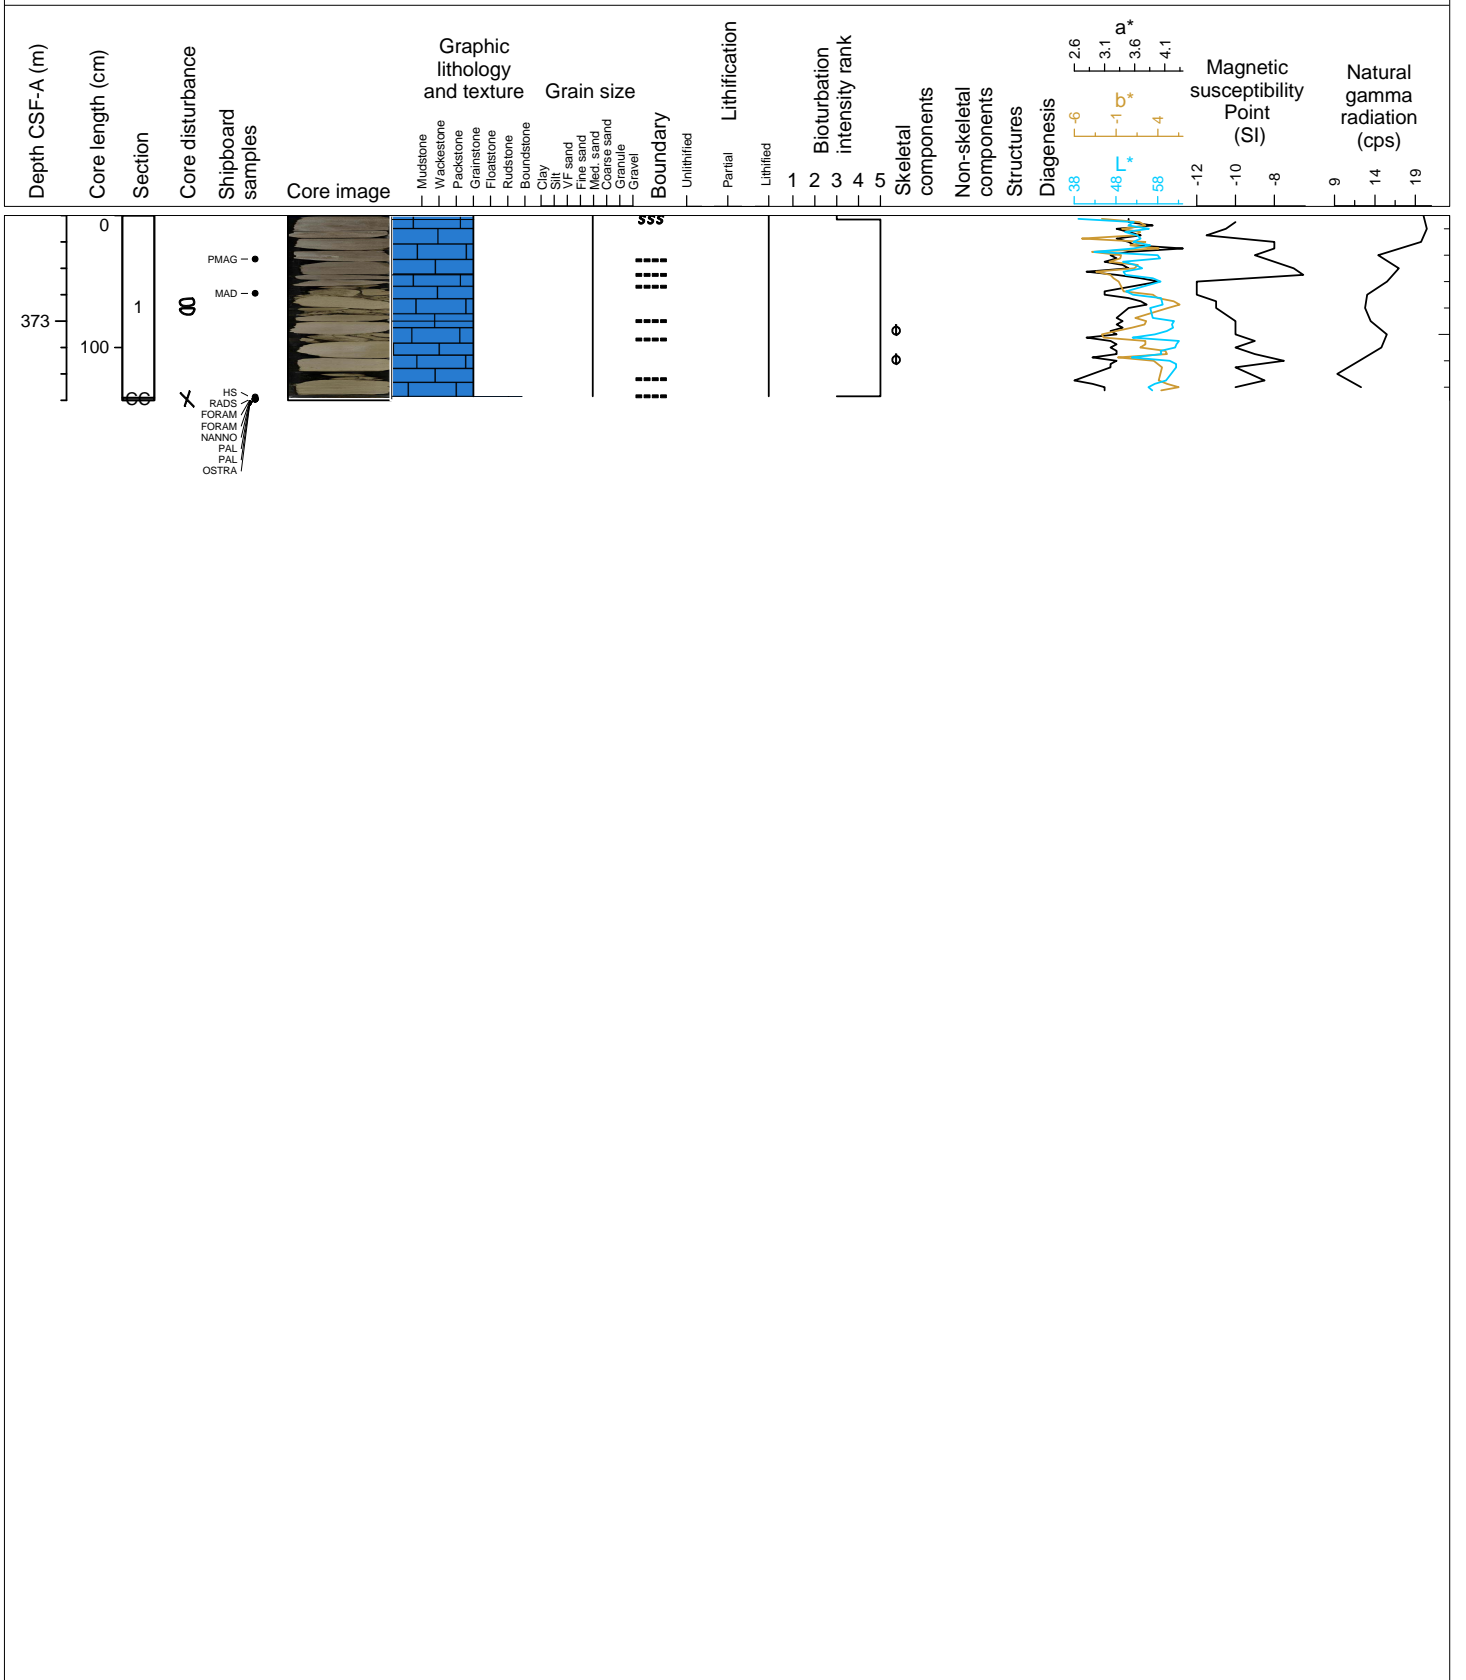 Depth CSF-A (m)
Core length (cm)
Section
Core disturbance
Shipboard
samples
Core image
Graphic
lithology
and texture
Mudstone
Wackestone
Packstone
Grainstone
Floatstone
Rudstone
Boundstone
Grain size
Clay
Silt
VF sand
Fine sand
Med. sand
Coarse sand
Granule
Gravel
Boundary
Lithification
Unlithified
Partial
Lithified
Bioturbation
intensity rank
1 2 3 4 5
Skeletal
components
Non-skeletal
components
Structures
Diagenesis
a*
2.6 3.1 3.6 4.1
b*
-6 -1 4
L*
38 48 58
Magnetic
susceptibility
Point
(SI)
-12 -10 -8
Natural
gamma
radiation
(cps)
9 14 19
0
sss
PMAG
MAD
1
373
100
CC
HS
RADS
FORAM
FORAM
NANNO
PAL
PAL
OSTRA